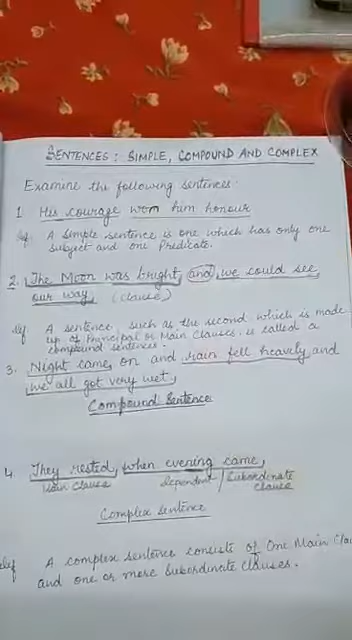 SENTENCES: SIMPLE, COMPOUND AND COMPLEX
Examine the following sentences:
1. His courage won him honour
Def: A simple sentence is one which has only one
subject and one Predicate.
2. The Moon was bright, and we could see
our way (clause)
Def A sentence, such as the second which is made
up of Principal or Main Clauses, is called a
compound sentence.
3. Night came on and rain fell heavily and
we all got very wet,
Compound Sentence
4. They rested, when evening came,
Main Clause dependent / Subordinate
clause
Complex sentence
Def A complex sentence consists of One Main Clau
and one or more Subordinate Clauses.